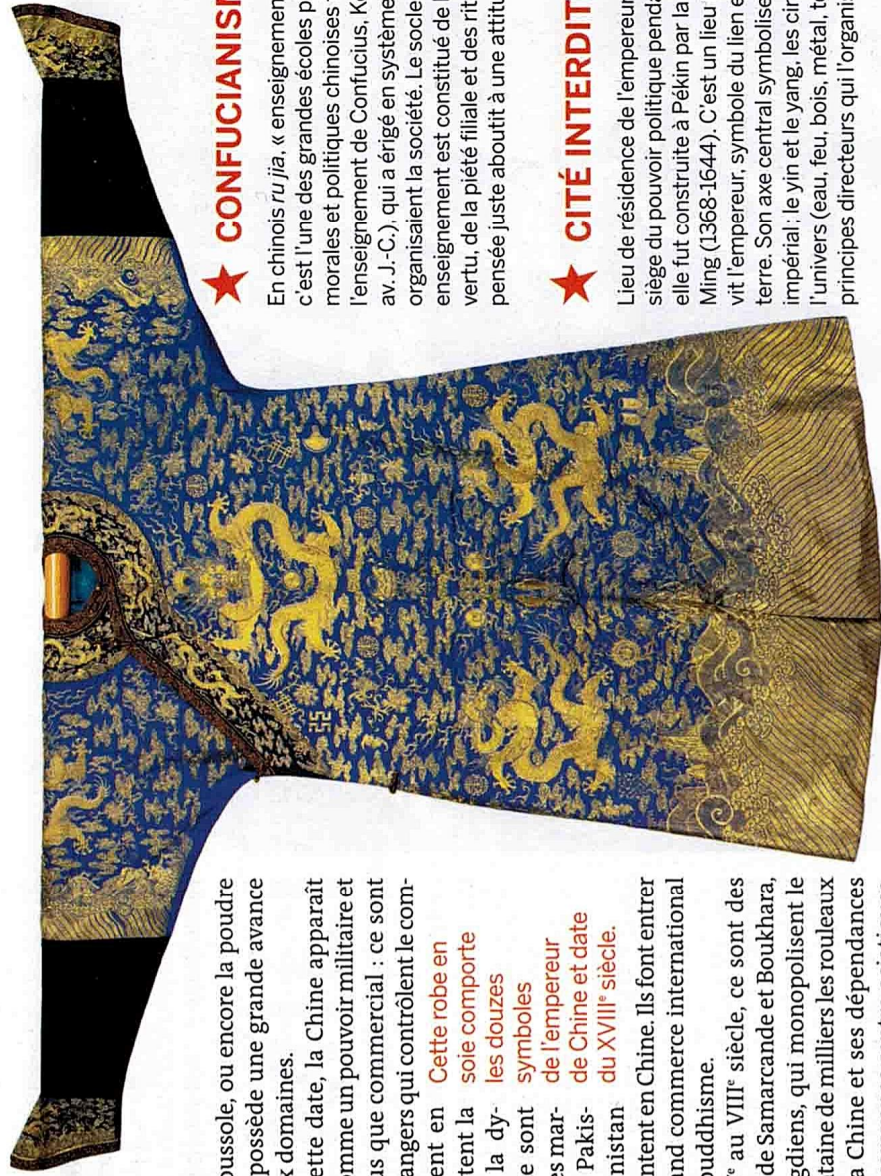 oussole, ou encore la poudre
possède une grande avance
x domaines.
ette date, la Chine apparaît
omme un pouvoir militaire et
us que commercial : ce sont
angers qui contrôlent le com-
ent en
tent la
la dy-
e sont
es mar-
Pakis-
nistan
ntent en Chine. Ils font entrer
nd commerce international
uddhisme.
au VIIIᵉ siècle, ce sont des
le Samarcande et Boukhara,
gdiens, qui monopolisent le
taine de milliers les rouleaux
a Chine et ses dépendances
Cette robe en
soie comporte
les douzes
symboles
de l'empereur
de Chine et date
du XVIIIᵉ siècle.
★ CONFUCIANISM
En chinois ru jia, « enseignemen
c'est l'une des grandes écoles p
morales et politiques chinoises
l'enseignement de Confucius, K
av. J.-C.), qui a érigé en système
organisaient la société. Le socle
enseignement est constitué de l
vertu, de la piété filiale et des rit
pensée juste aboutit à une attitu
★ CITÉ INTERDIT
Lieu de résidence de l'empereur
siège du pouvoir politique penda
elle fut construite à Pékin par la
Ming (1368-1644). C'est un lieu
vit l'empereur, symbole du lien e
terre. Son axe central symbolise
impérial : le yin et le yang, les cin
l'univers (eau, feu, bois, métal, te
principes directeurs qui l'organis